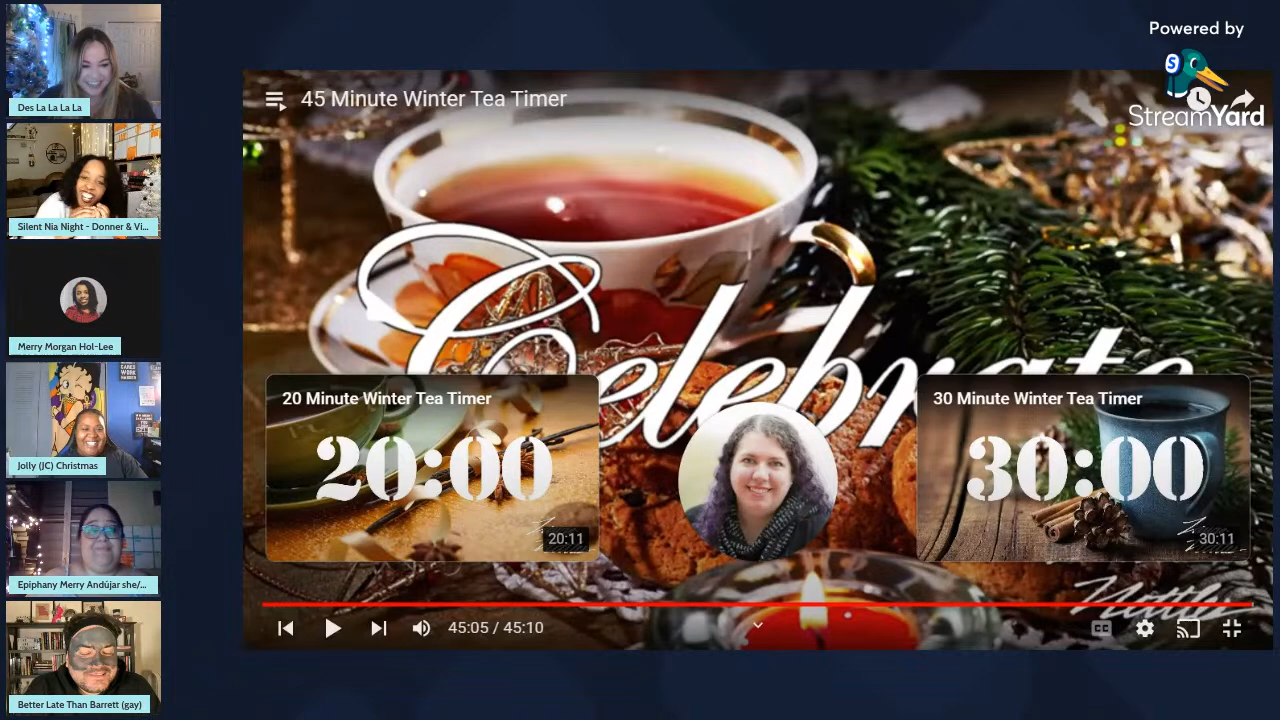 Powered by
S
StreamYard
45 Minute Winter Tea Timer
Celebrate
20 Minute Winter Tea Timer
20:00
20:11
30 Minute Winter Tea Timer
30:00
30:11
45:05 / 45:10
CC
Des La La La La
Silent Nia Night - Donner & Vi...
Merry Morgan Hol-Lee
Jolly (JC) Christmas
Epiphany Merry Andújar she/...
Better Late Than Barrett (gay)